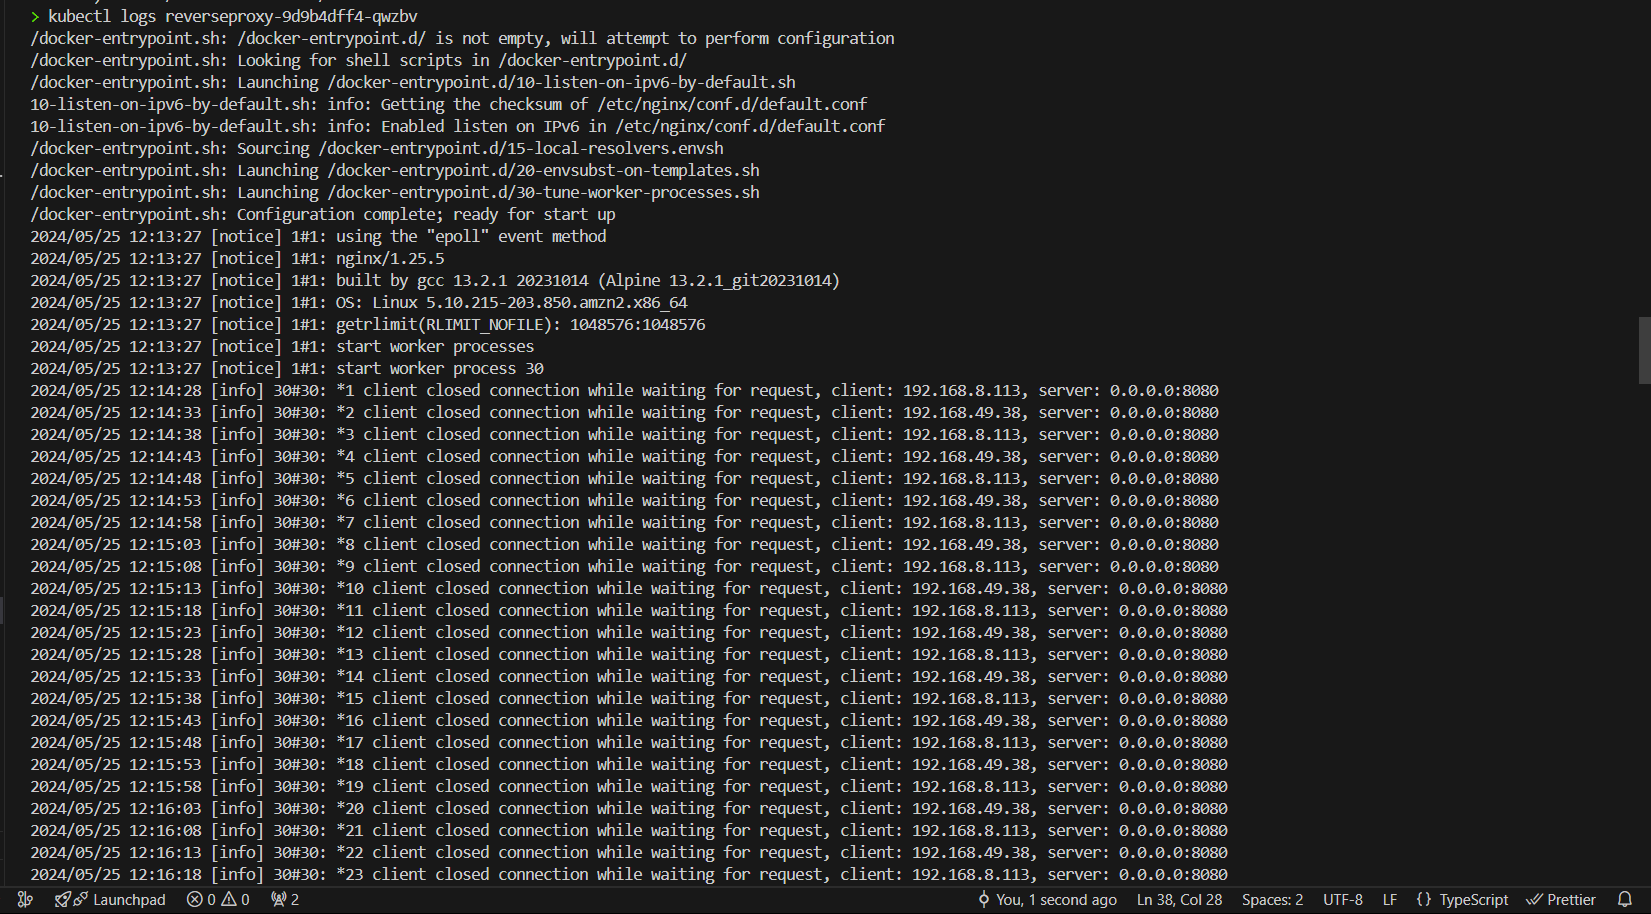 > kubectl logs reverseproxy-9d9b4dff4-qwzbv
/docker-entrypoint.sh: /docker-entrypoint.d/ is not empty, will attempt to perform configuration
/docker-entrypoint.sh: Looking for shell scripts in /docker-entrypoint.d/
/docker-entrypoint.sh: Launching /docker-entrypoint.d/10-listen-on-ipv6-by-default.sh
10-listen-on-ipv6-by-default.sh: info: Getting the checksum of /etc/nginx/conf.d/default.conf
10-listen-on-ipv6-by-default.sh: info: Enabled listen on IPv6 in /etc/nginx/conf.d/default.conf
/docker-entrypoint.sh: Sourcing /docker-entrypoint.d/15-local-resolvers.envsh
/docker-entrypoint.sh: Launching /docker-entrypoint.d/20-envsubst-on-templates.sh
/docker-entrypoint.sh: Launching /docker-entrypoint.d/30-tune-worker-processes.sh
/docker-entrypoint.sh: Configuration complete; ready for start up
2024/05/25 12:13:27 [notice] 1#1: using the "epoll" event method
2024/05/25 12:13:27 [notice] 1#1: nginx/1.25.5
2024/05/25 12:13:27 [notice] 1#1: built by gcc 13.2.1 20231014 (Alpine 13.2.1_git20231014)
2024/05/25 12:13:27 [notice] 1#1: OS: Linux 5.10.215-203.850.amzn2.x86_64
2024/05/25 12:13:27 [notice] 1#1: getrlimit(RLIMIT_NOFILE): 1048576:1048576
2024/05/25 12:13:27 [notice] 1#1: start worker processes
2024/05/25 12:13:27 [notice] 1#1: start worker process 30
2024/05/25 12:14:28 [info] 30#30: *1 client closed connection while waiting for request, client: 192.168.8.113, server: 0.0.0.0:8080
2024/05/25 12:14:33 [info] 30#30: *2 client closed connection while waiting for request, client: 192.168.49.38, server: 0.0.0.0:8080
2024/05/25 12:14:38 [info] 30#30: *3 client closed connection while waiting for request, client: 192.168.8.113, server: 0.0.0.0:8080
2024/05/25 12:14:43 [info] 30#30: *4 client closed connection while waiting for request, client: 192.168.49.38, server: 0.0.0.0:8080
2024/05/25 12:14:48 [info] 30#30: *5 client closed connection while waiting for request, client: 192.168.8.113, server: 0.0.0.0:8080
2024/05/25 12:14:53 [info] 30#30: *6 client closed connection while waiting for request, client: 192.168.49.38, server: 0.0.0.0:8080
2024/05/25 12:14:58 [info] 30#30: *7 client closed connection while waiting for request, client: 192.168.8.113, server: 0.0.0.0:8080
2024/05/25 12:15:03 [info] 30#30: *8 client closed connection while waiting for request, client: 192.168.49.38, server: 0.0.0.0:8080
2024/05/25 12:15:08 [info] 30#30: *9 client closed connection while waiting for request, client: 192.168.8.113, server: 0.0.0.0:8080
2024/05/25 12:15:13 [info] 30#30: *10 client closed connection while waiting for request, client: 192.168.49.38, server: 0.0.0.0:8080
2024/05/25 12:15:18 [info] 30#30: *11 client closed connection while waiting for request, client: 192.168.8.113, server: 0.0.0.0:8080
2024/05/25 12:15:23 [info] 30#30: *12 client closed connection while waiting for request, client: 192.168.49.38, server: 0.0.0.0:8080
2024/05/25 12:15:28 [info] 30#30: *13 client closed connection while waiting for request, client: 192.168.8.113, server: 0.0.0.0:8080
2024/05/25 12:15:33 [info] 30#30: *14 client closed connection while waiting for request, client: 192.168.49.38, server: 0.0.0.0:8080
2024/05/25 12:15:38 [info] 30#30: *15 client closed connection while waiting for request, client: 192.168.8.113, server: 0.0.0.0:8080
2024/05/25 12:15:43 [info] 30#30: *16 client closed connection while waiting for request, client: 192.168.49.38, server: 0.0.0.0:8080
2024/05/25 12:15:48 [info] 30#30: *17 client closed connection while waiting for request, client: 192.168.8.113, server: 0.0.0.0:8080
2024/05/25 12:15:53 [info] 30#30: *18 client closed connection while waiting for request, client: 192.168.49.38, server: 0.0.0.0:8080
2024/05/25 12:15:58 [info] 30#30: *19 client closed connection while waiting for request, client: 192.168.8.113, server: 0.0.0.0:8080
2024/05/25 12:16:03 [info] 30#30: *20 client closed connection while waiting for request, client: 192.168.49.38, server: 0.0.0.0:8080
2024/05/25 12:16:08 [info] 30#30: *21 client closed connection while waiting for request, client: 192.168.8.113, server: 0.0.0.0:8080
2024/05/25 12:16:13 [info] 30#30: *22 client closed connection while waiting for request, client: 192.168.49.38, server: 0.0.0.0:8080
2024/05/25 12:16:18 [info] 30#30: *23 client closed connection while waiting for request, client: 192.168.8.113, server: 0.0.0.0:8080
Launchpad 0 0 2 You, 1 second ago Ln 38, Col 28 Spaces: 2 UTF-8 LF {} TypeScript Prettier